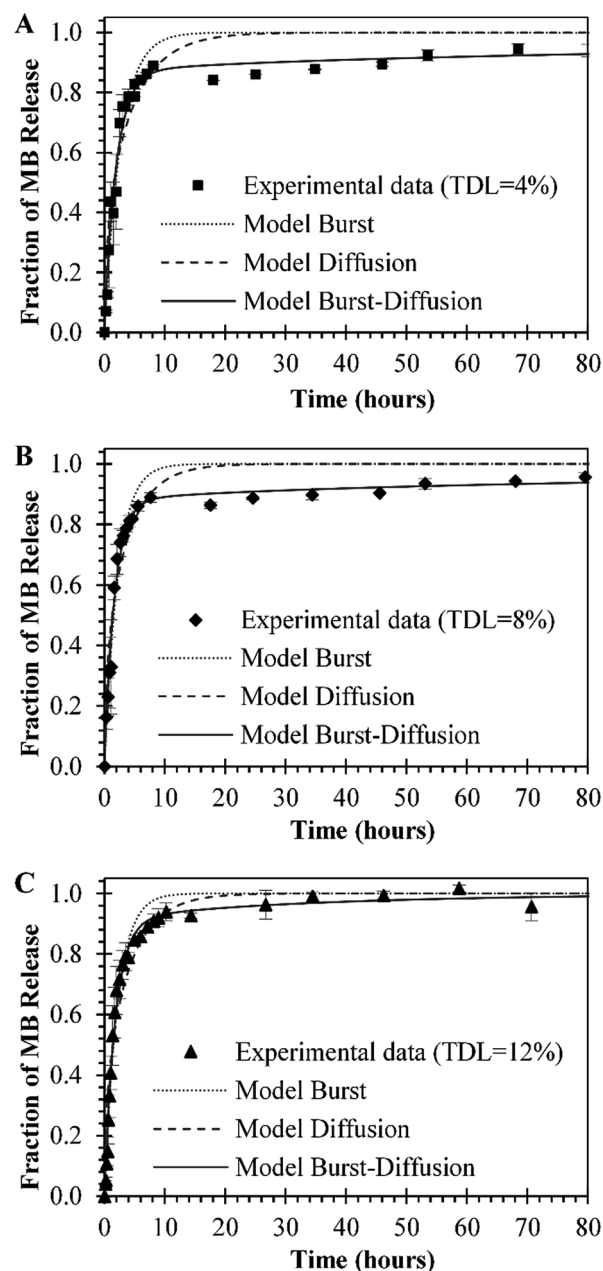 A
Fraction of MB Release
1.0
0.8
0.6
0.4
0.2
0.0
Experimental data (TDL=4%)
Model Burst
Model Diffusion
Model Burst-Diffusion
0 10 20 30 40 50 60 70 80
Time (hours)
B
Fraction of MB Release
1.0
0.8
0.6
0.4
0.2
0.0
Experimental data (TDL=8%)
Model Burst
Model Diffusion
Model Burst-Diffusion
0 10 20 30 40 50 60 70 80
Time (hours)
C
Fraction of MB Release
1.0
0.8
0.6
0.4
0.2
0.0
Experimental data (TDL=12%)
Model Burst
Model Diffusion
Model Burst-Diffusion
0 10 20 30 40 50 60 70 80
Time (hours)